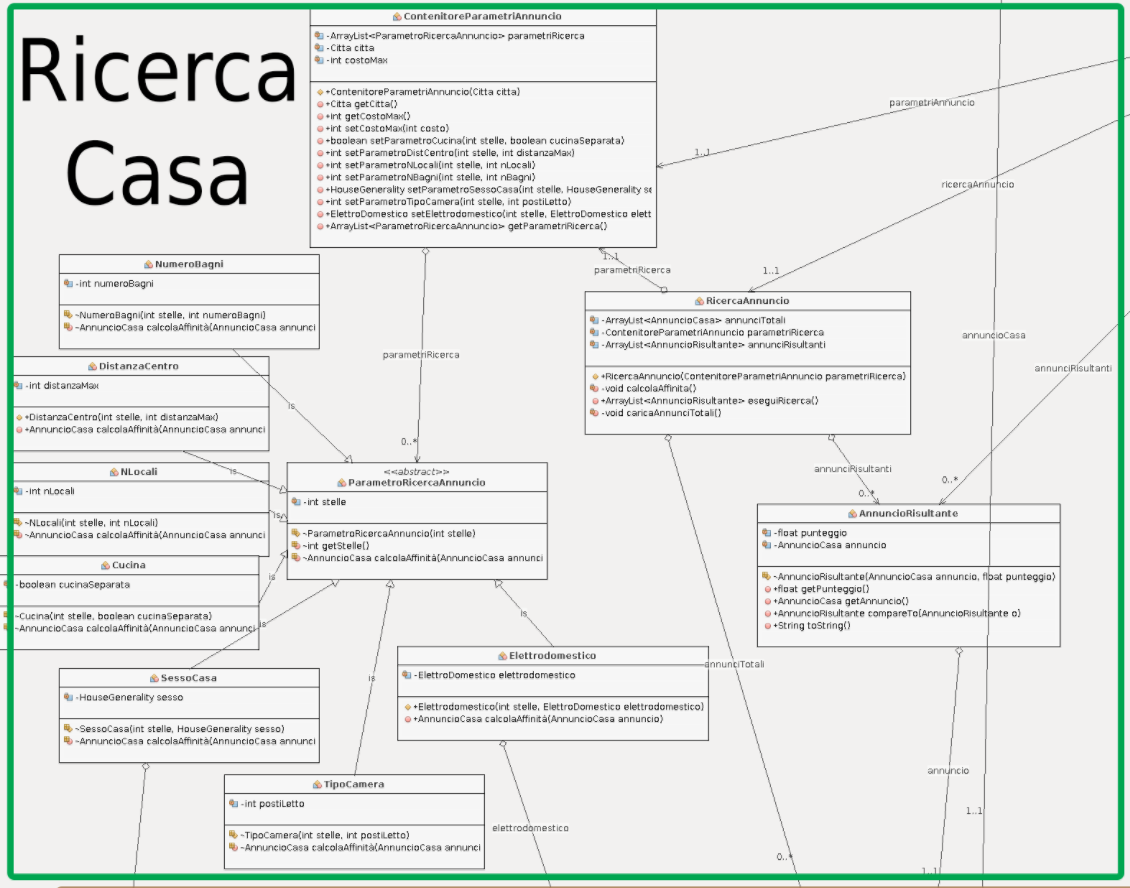 Ricerca
Casa
ContenitoreParametriAnnuncio
-ArrayList<ParametroRicercaAnnuncio> parametriRicerca
-Citta citta
-int costoMax
+ContenitoreParametriAnnuncio(Citta citta)
+Citta getCitta()
+int getCostoMax()
+int setCostoMax(int costo)
+boolean setParametroCucina(int stelle, boolean cucinaSeparata)
+int setParametroDistCentro(int stelle, int distanzaMax)
+int setParametroNLocali(int stelle, int nLocali)
+int setParametroNBagni(int stelle, int nBagni)
+HouseGenerality setParametroSessoCasa(int stelle, HouseGenerality se
+int setParametroTipoCamera(int stelle, int postiLetto)
+ElettroDomestico setElettrodomestico(int stelle, ElettroDomestico elett
+ArrayList<ParametroRicercaAnnuncio> getParametriRicerca()
parametriAnnuncio
1..1
ricercaAnnuncio
1..1
parametriRicerca
1..1
NumeroBagni
-int numeroBagni
~NumeroBagni(int stelle, int numeroBagni)
~AnnuncioCasa calcolaAffinità(AnnuncioCasa annunci
RicercaAnnuncio
-ArrayList<AnnuncioCasa> annunciTotali
-ContenitoreParametriAnnuncio parametriRicerca
-ArrayList<AnnuncioRisultante> annunciRisultanti
+RicercaAnnuncio(ContenitoreParametriAnnuncio parametriRicerca)
-void calcolaAffinita()
+ArrayList<AnnuncioRisultante> eseguiRicerca()
-void caricaAnnunciTotali()
annuncioCasa
annunciRisultanti
parametriRicerca
0..*
DistanzaCentro
-int distanzaMax
+DistanzaCentro(int stelle, int distanzaMax)
+AnnuncioCasa calcolaAffinità(AnnuncioCasa annunci
is
NLocali
-int nLocali
~NLocali(int stelle, int nLocali)
~AnnuncioCasa calcolaAffinità(AnnuncioCasa annunci
is
is
<<abstract>>
ParametroRicercaAnnuncio
-int stelle
~ParametroRicercaAnnuncio(int stelle)
~int getStelle()
~AnnuncioCasa calcolaAffinità(AnnuncioCasa annunci
annunciRisultanti
0..*
0..*
AnnuncioRisultante
-float punteggio
-AnnuncioCasa annuncio
~AnnuncioRisultante(AnnuncioCasa annuncio, float punteggio)
+float getPunteggio()
+AnnuncioCasa getAnnuncio()
+AnnuncioRisultante compareTo(AnnuncioRisultante o)
+String toString()
Cucina
-boolean cucinaSeparata
~Cucina(int stelle, boolean cucinaSeparata)
~AnnuncioCasa calcolaAffinità(AnnuncioCasa annunci
is
is
is
is
Elettrodomestico
-ElettroDomestico elettrodomestico
+Elettrodomestico(int stelle, ElettroDomestico elettrodomestico)
+AnnuncioCasa calcolaAffinità(AnnuncioCasa annuncio)
annunciTotali
SessoCasa
-HouseGenerality sesso
~SessoCasa(int stelle, HouseGenerality sesso)
~AnnuncioCasa calcolaAffinità(AnnuncioCasa annunci
TipoCamera
-int postiLetto
~TipoCamera(int stelle, int postiLetto)
~AnnuncioCasa calcolaAffinità(AnnuncioCasa annunci
elettrodomestico
annuncio
1..1
0..*
1..1